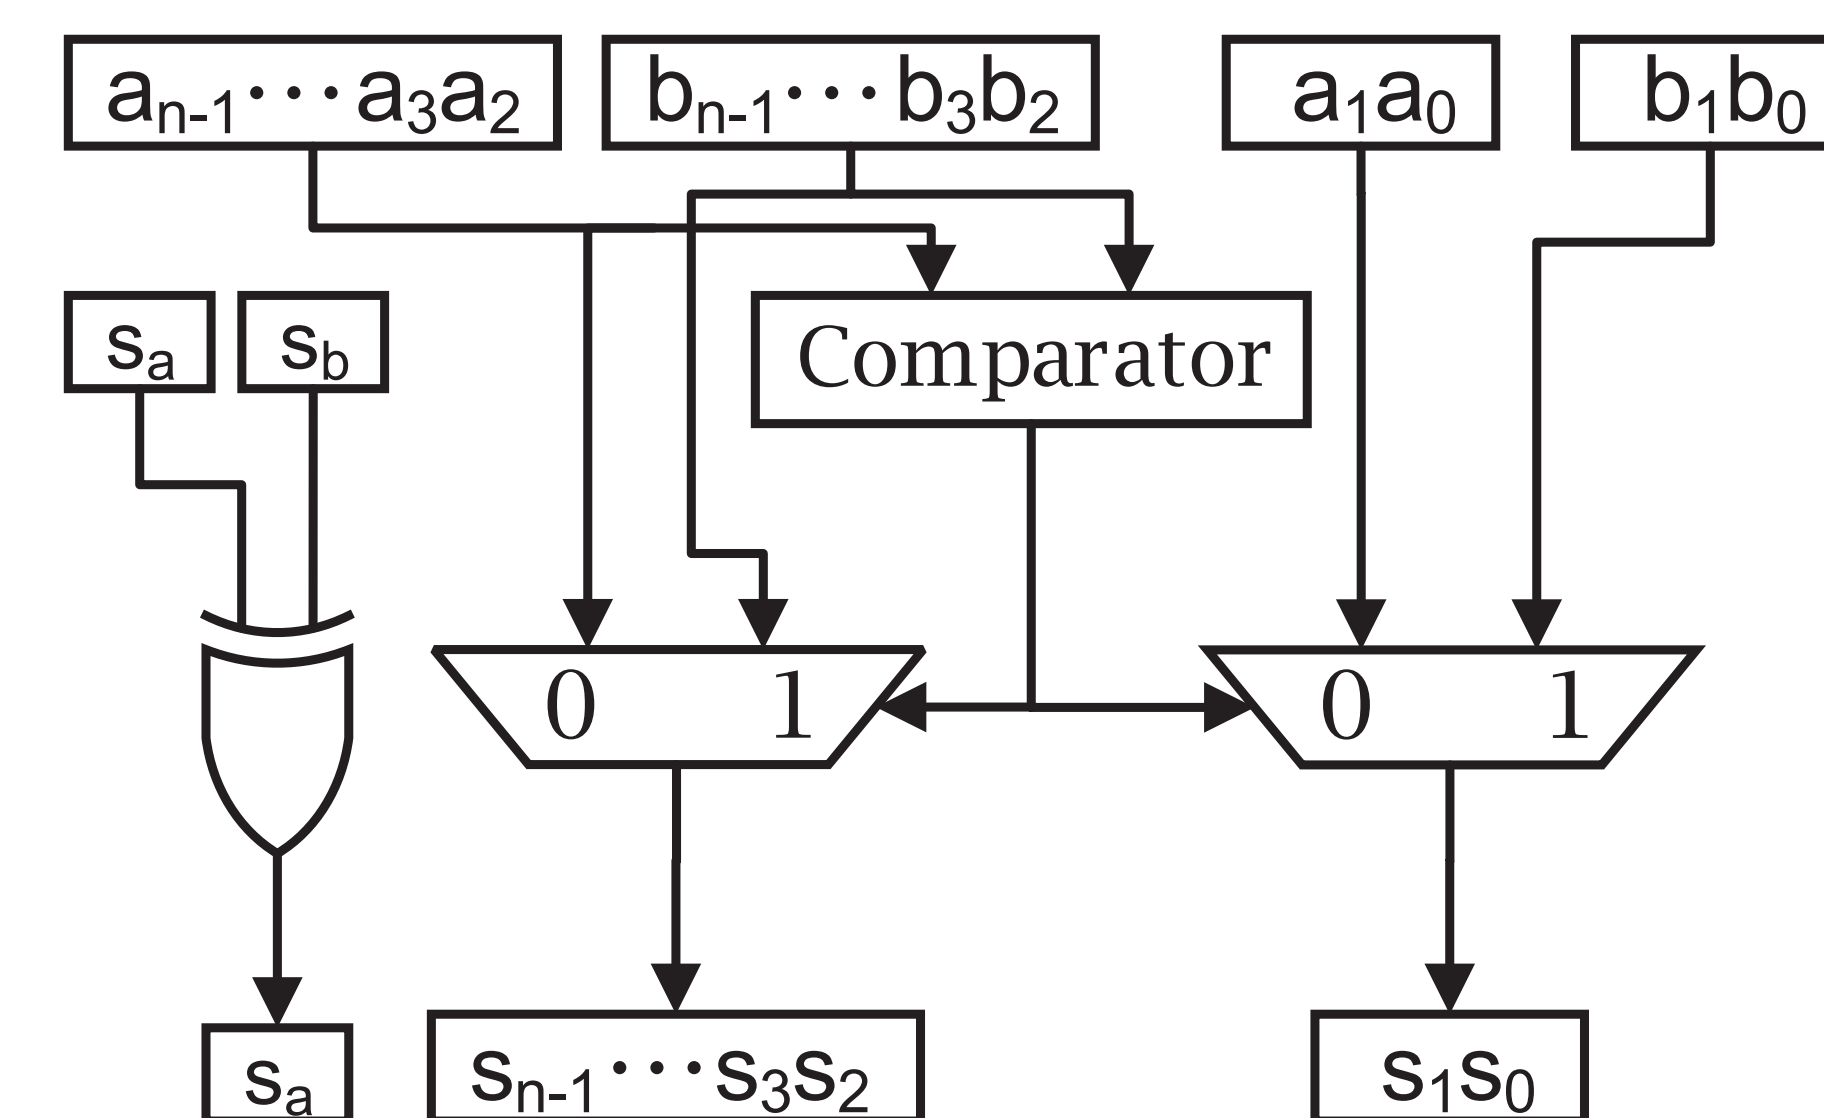 aₙ₋₁···a₃a₂ bₙ₋₁···b₃b₂ a₁a₀ b₁b₀
sₐ s_b Comparator
0 1 0 1
sₐ sₙ₋₁···s₃s₂ s₁s₀